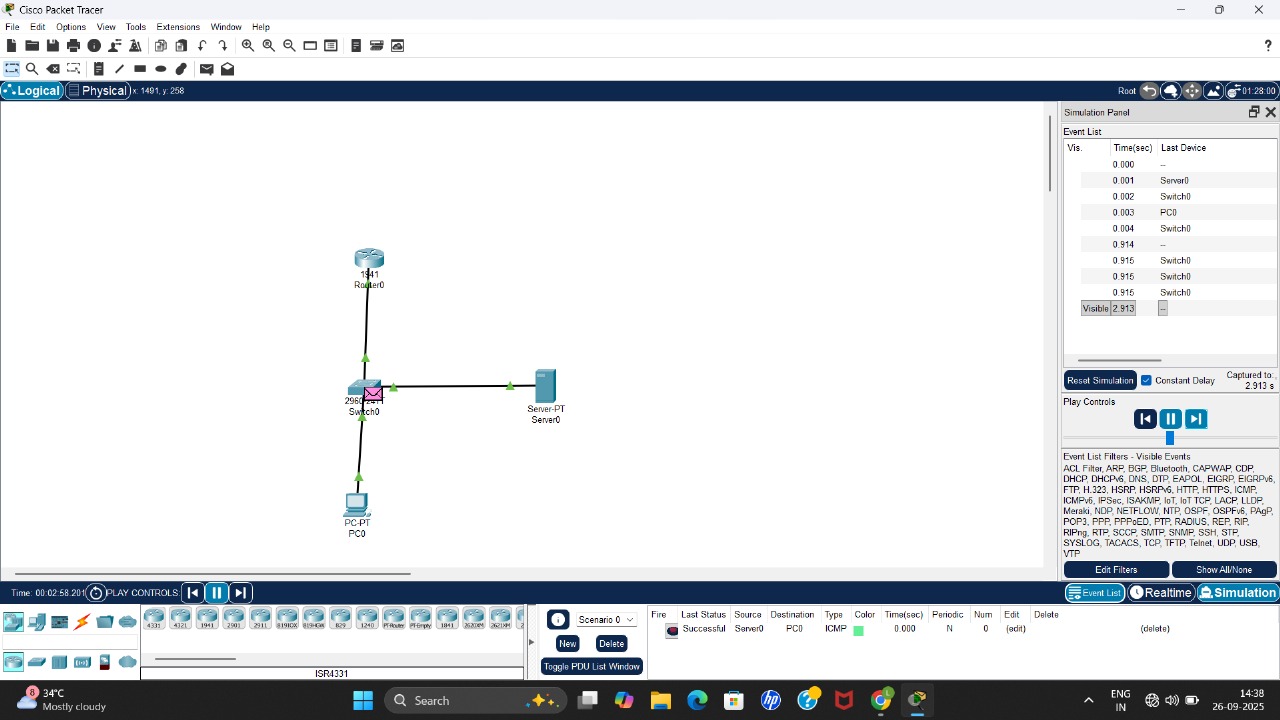 Cisco Packet Tracer
File Edit Options View Tools Extensions Window Help
?
Logical Physical x: 1491, y: 258 Root 01:28:00
Simulation Panel
Event List
Vis. Time(sec) Last Device
0.000 --
0.001 Server0
0.002 Switch0
0.003 PC0
0.004 Switch0
0.914 --
0.915 Switch0
0.915 Switch0
0.915 Switch0
Visible 2.913 --
1941
Router0
Switch0
Server-PT
Server0
PC-PT
PC0
Reset Simulation Constant Delay Captured to:
2.913 s
Play Controls
Event List Filters - Visible Events
ACL Filter, ARP, BGP, Bluetooth, CAPWAP, CDP,
DHCP, DHCPv6, DNS, DTP, EAPOL, EIGRP, EIGRPv6,
FTP, H.323, HSRP, HSRPv6, HTTP, HTTPS, ICMP,
ICMPv6, IPSec, ISAKMP, IoT, IoT TCP, LACP, LLDP,
Meraki, NDP, NETFLOW, NTP, OSPF, OSPFv6, PAgP,
POP3, PPP, PPPoED, PTP, RADIUS, REP, RIP,
RIPng, RTP, SCCP, SMTP, SNMP, SSH, STP,
SYSLOG, TACACS, TCP, TFTP, Telnet, UDP, USB,
VTP
Edit Filters Show All/None
Time: 00:02:58.201 PLAY CONTROLS: Event List Realtime Simulation
4331 4321 1941 2901 2911 819IOX 819HGW 829 1240 PT-Router PT-Empty 1841 2620XM 2621XM
ISR4331
Scenario 0
New Delete
Toggle PDU List Window
Fire Last Status Source Destination Type Color Time(sec) Periodic Num Edit Delete
Successful Server0 PC0 ICMP 0.000 N 0 (edit) (delete)
8
34°C
Mostly cloudy
Search
ENG
IN
14:38
26-09-2025